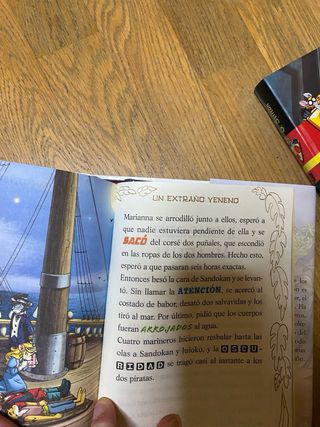 UN EXTRAÑO VENENO
Marianna se arrodilló junto a ellos, esperó a
que nadie estuviera pendiente de ella y se
SACÓ del corsé dos puñales, que escondió
en las ropas de los dos hombres. Hecho esto,
esperó a que pasaran seis horas exactas.
Entonces besó la cara de Sandokan y se levan-
tó. Sin llamar la ATENCIÓN, se acercó al
costado de babor, desató dos salvavidas y los
tiró al mar. Por último, pidió que los cuerpos
fueran ARROJADOS al agua.
Cuatro marineros hicieron resbalar hasta las
olas a Sandokan y Juioko, y la OSCU-
RIDAD se tragó casi al instante a los
dos piratas.